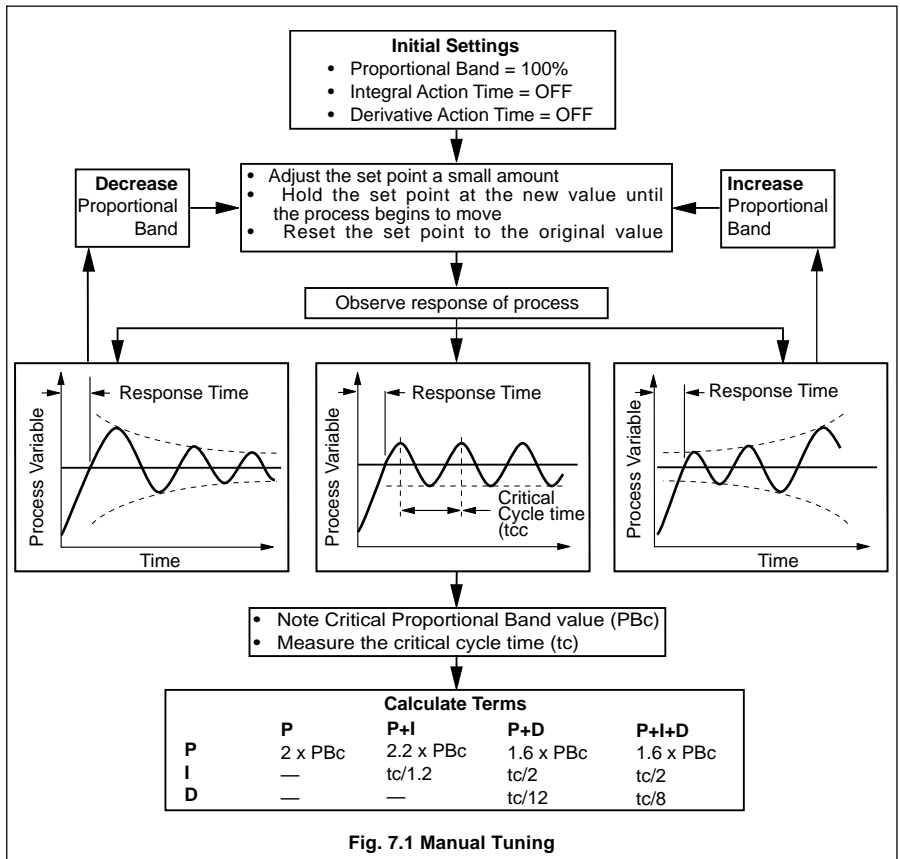 Initial Settings
• Proportional Band = 100%
• Integral Action Time = OFF
• Derivative Action Time = OFF
Decrease
Proportional
Band
• Adjust the set point a small amount
• Hold the set point at the new value until
the process begins to move
• Reset the set point to the original value
Increase
Proportional
Band
Observe response of process
Response Time
Process Variable
Time
Response Time
Process Variable
Critical
Cycle time
(tcc
Time
Response Time
Process Variable
Time
• Note Critical Proportional Band value (PBc)
• Measure the critical cycle time (tc)
Calculate Terms
P P+I P+D P+I+D
P 2 x PBc 2.2 x PBc 1.6 x PBc 1.6 x PBc
I — tc/1.2 tc/2 tc/2
D — — tc/12 tc/8
Fig. 7.1 Manual Tuning